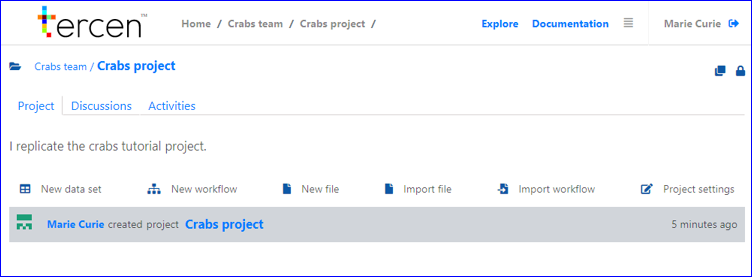 tercen™
Home / Crabs team / Crabs project / Explore Documentation Marie Curie
Crabs team / Crabs project
Project Discussions Activities
I replicate the crabs tutorial project.
New data set New workflow New file Import file Import workflow Project settings
Marie Curie created project Crabs project 5 minutes ago